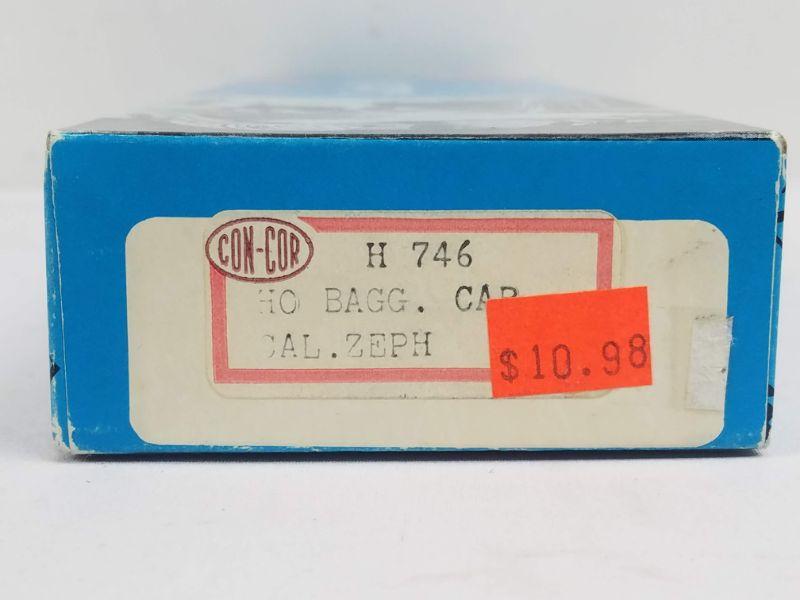 CON-COR
H 746
HO BAGG. CAR
CAL.ZEPH
$10.98